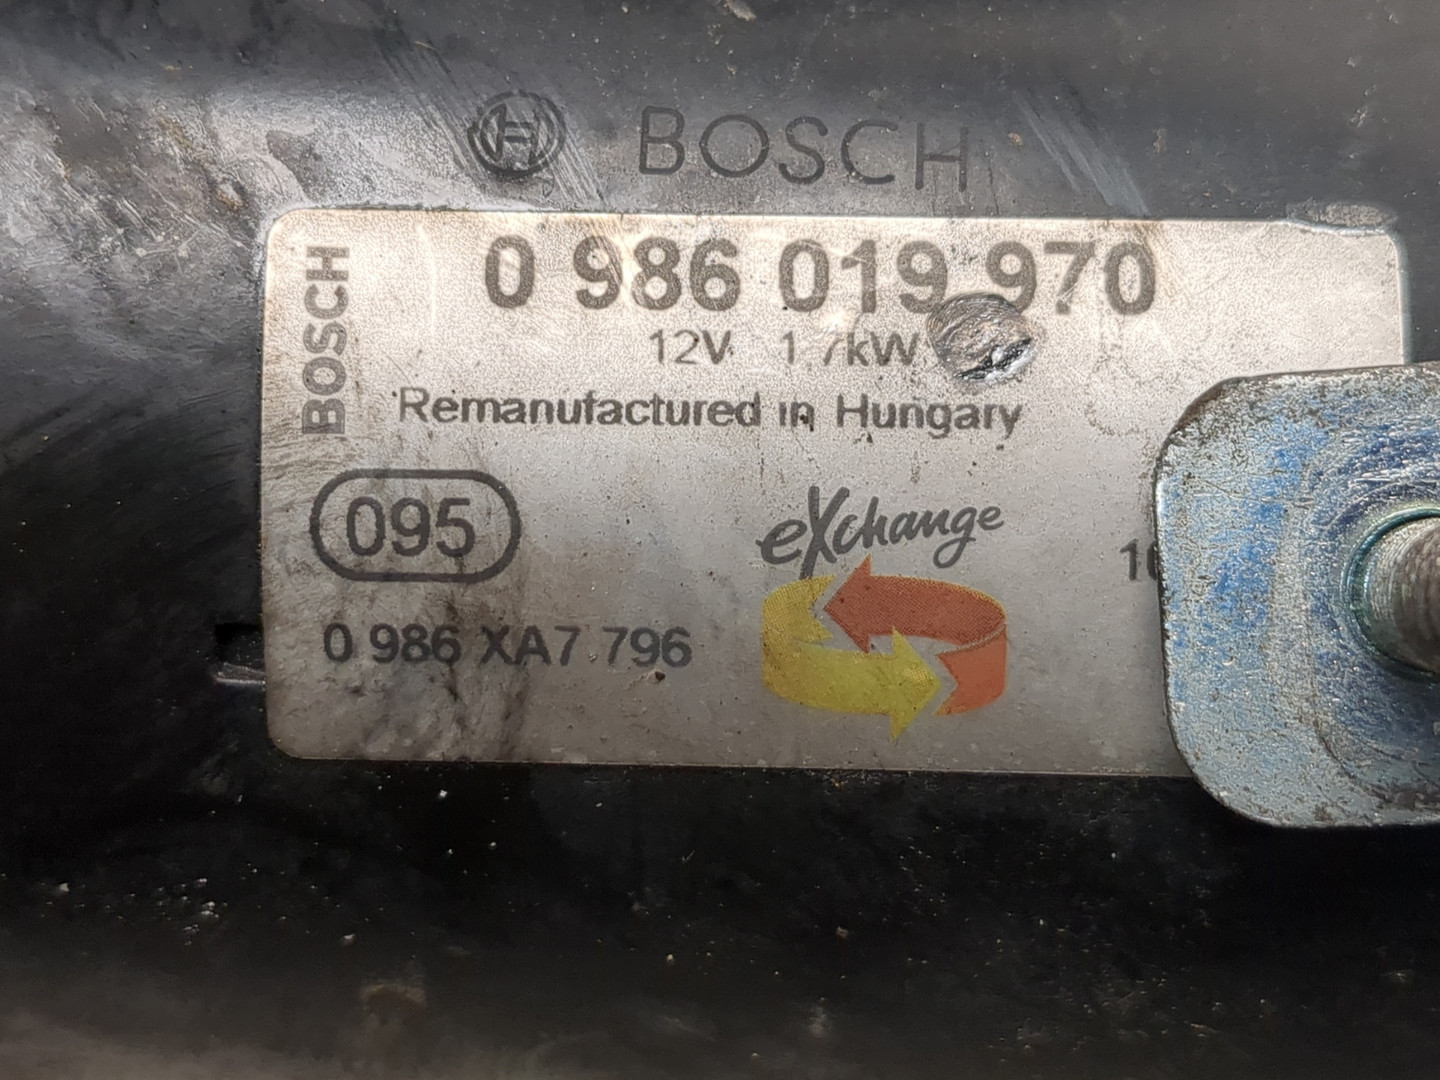 BOSCH
BOSCH
0 986 019 970
12V 1.7kW
Remanufactured in Hungary
095
eXchange
0 986 XA7 796